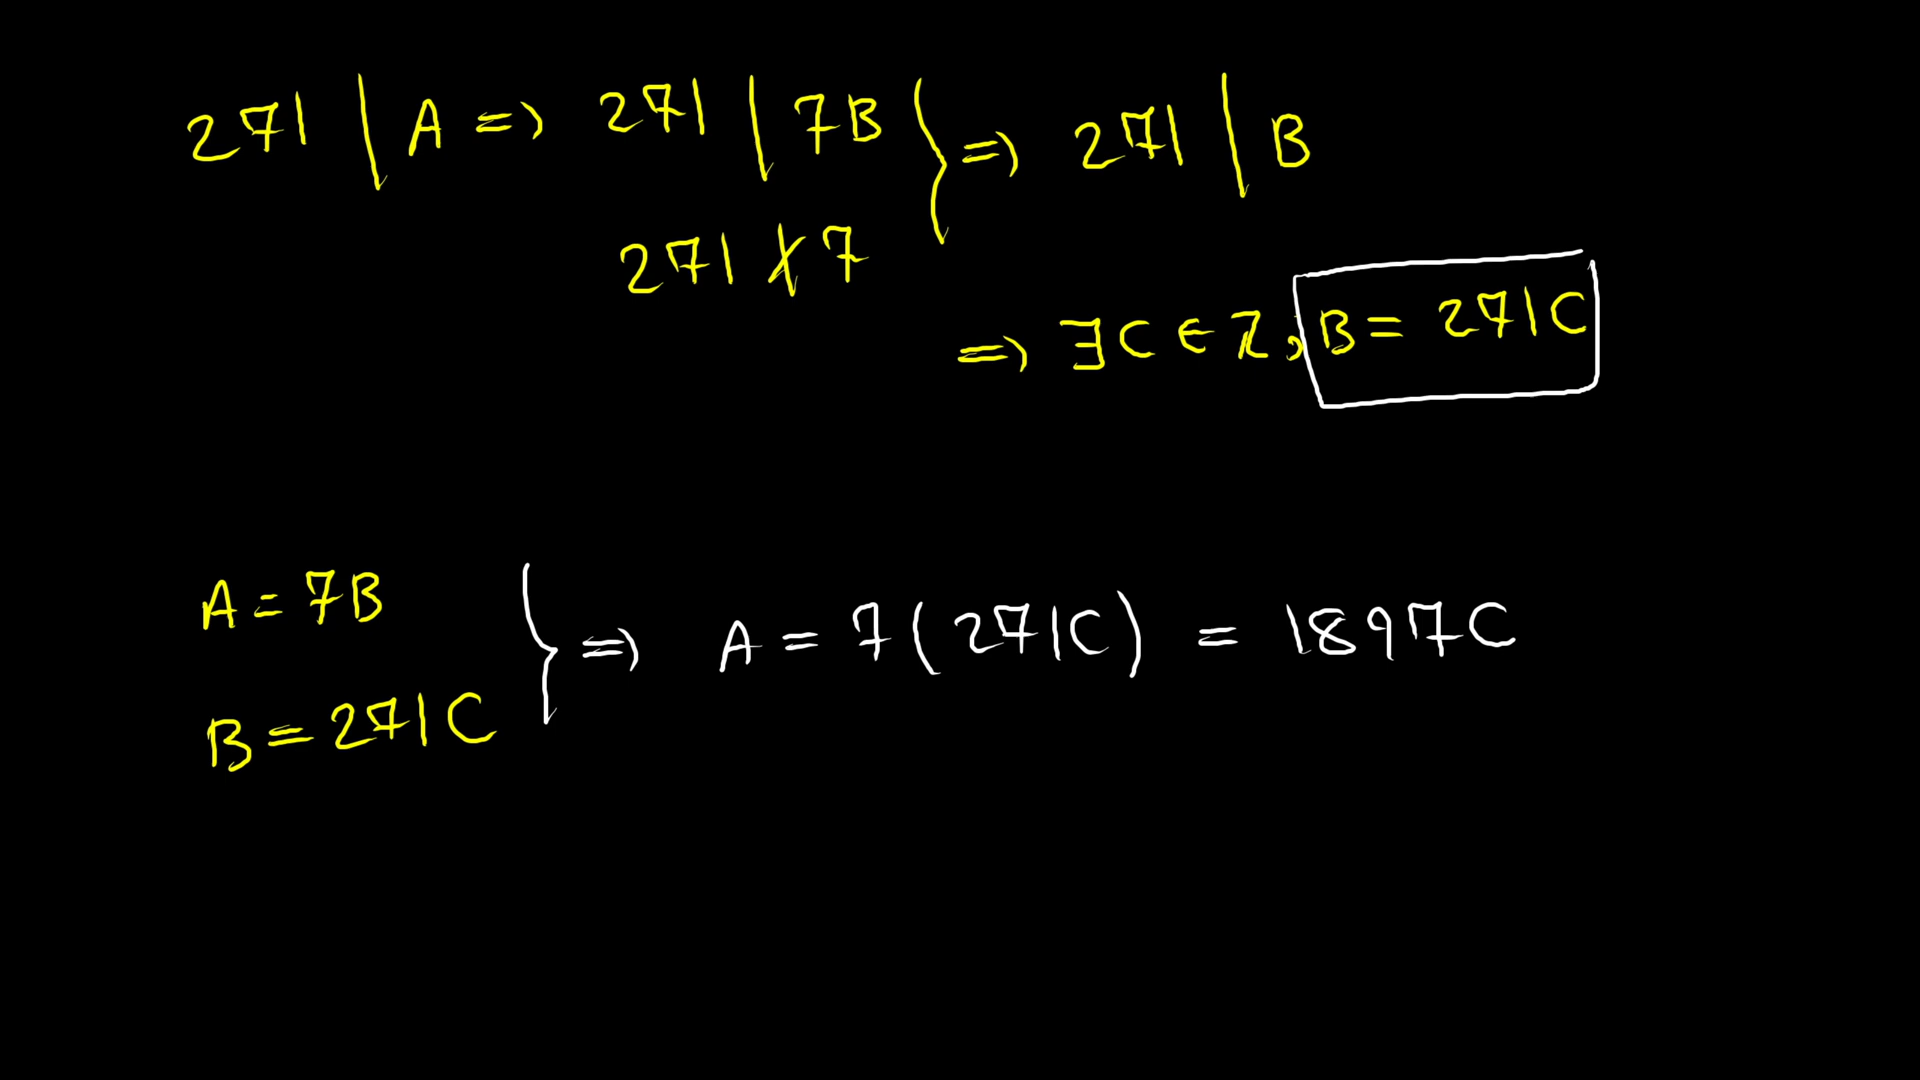 271 | A => 271 | 7B } => 271 | B
271 ∤ 7
=> ∃ C ∈ Z, B = 271C
A = 7B
B = 271C
} => A = 7(271C) = 1897C